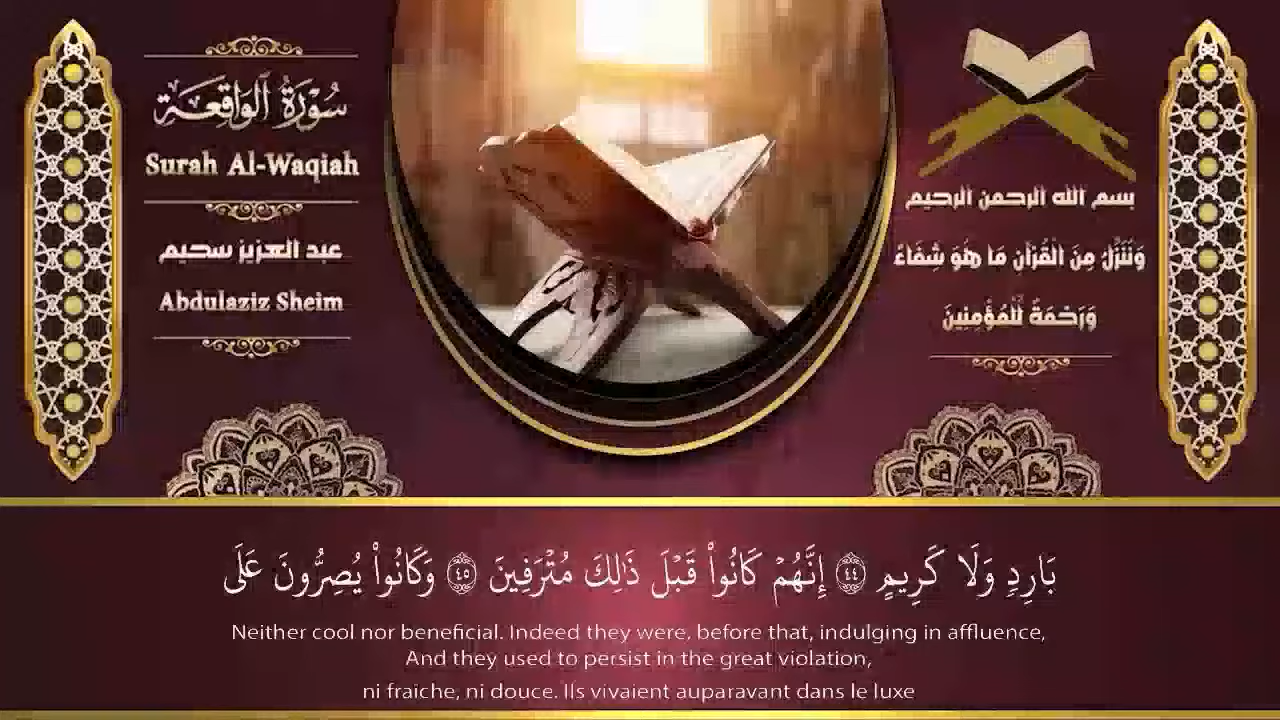 سُوْرَةُ الْوَاقِعَة
Surah Al-Waqiah
عبد العزيز سحيم
Abdulaziz Sheim
بسم الله الرحمن الرحيم
وَنُنَزِّلُ مِنَ الْقُرْآنِ مَا هُوَ شِفَاءٌ
وَرَحْمَةٌ لِّلْمُؤْمِنِينَ
بَارِدٍ وَلَا كَرِيمٍ ٤٤ إِنَّهُمْ كَانُوا۟ قَبْلَ ذَٰلِكَ مُتْرَفِينَ ٤٥ وَكَانُوا۟ يُصِرُّونَ عَلَى
Neither cool nor beneficial. Indeed they were, before that, indulging in affluence,
And they used to persist in the great violation,
ni fraîche, ni douce. Ils vivaient auparavant dans le luxe